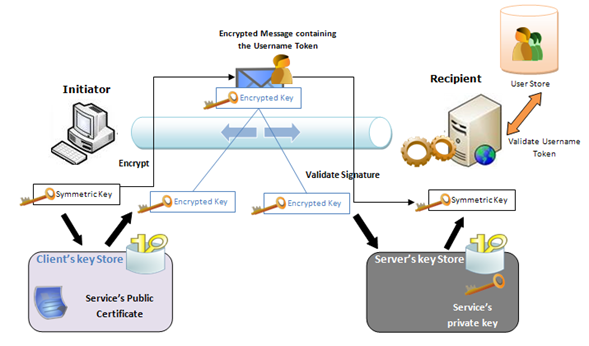 Encrypted Message containing
the Username Token
Initiator
Recipient
User Store
Encrypted Key
Validate Username
Token
Encrypt
Validate Signature
Symmetric Key
Encrypted Key
Encrypted Key
Symmetric Key
Client's key Store
Service's Public
Certificate
Server's key Store
Service's
private key